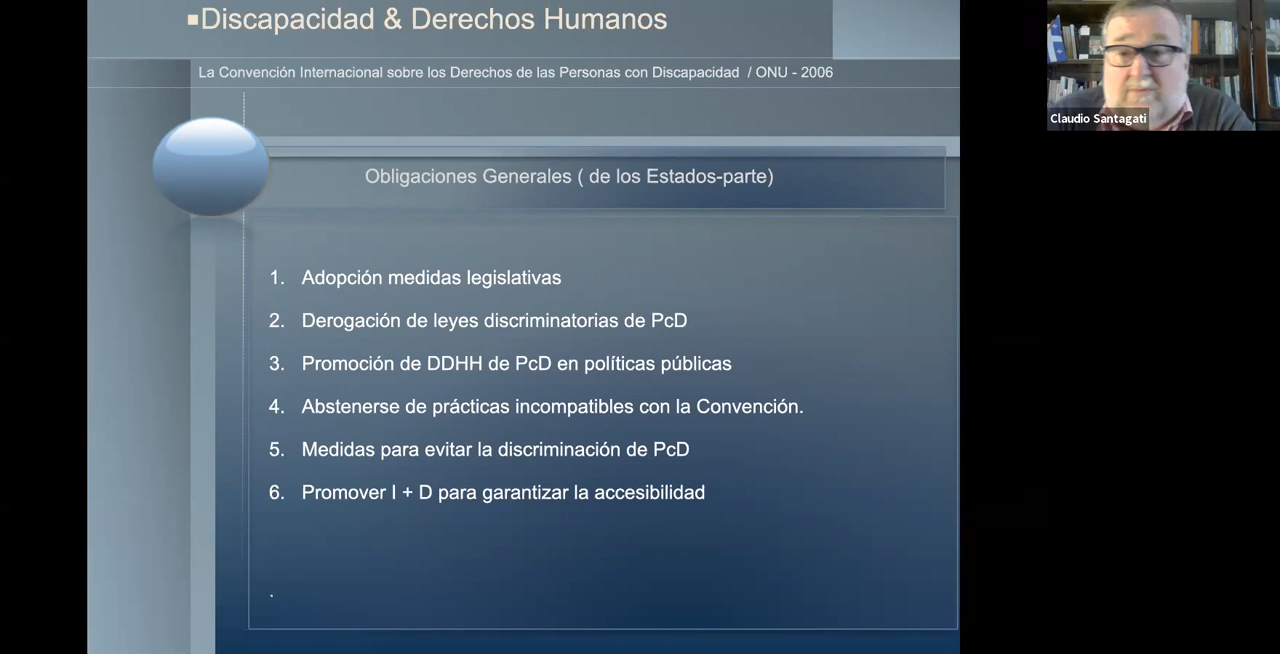 ▪Discapacidad & Derechos Humanos
La Convención Internacional sobre los Derechos de las Personas con Discapacidad / ONU - 2006
Claudio Santagati
Obligaciones Generales ( de los Estados-parte)
1. Adopción medidas legislativas
2. Derogación de leyes discriminatorias de PcD
3. Promoción de DDHH de PcD en políticas públicas
4. Abstenerse de prácticas incompatibles con la Convención.
5. Medidas para evitar la discriminación de PcD
6. Promover I + D para garantizar la accesibilidad
.